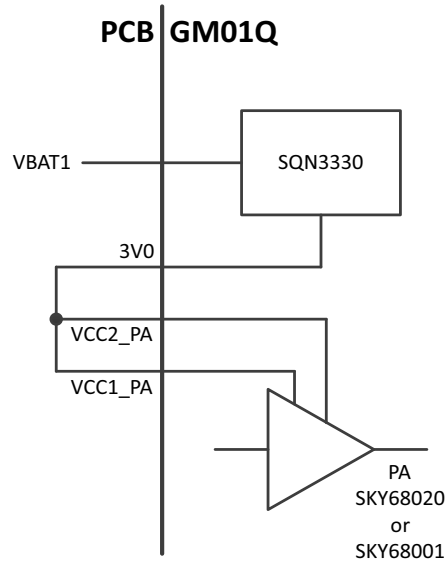 PCB GM01Q
VBAT1
SQN3330
3V0
VCC2_PA
VCC1_PA
PA
SKY68020
or
SKY68001